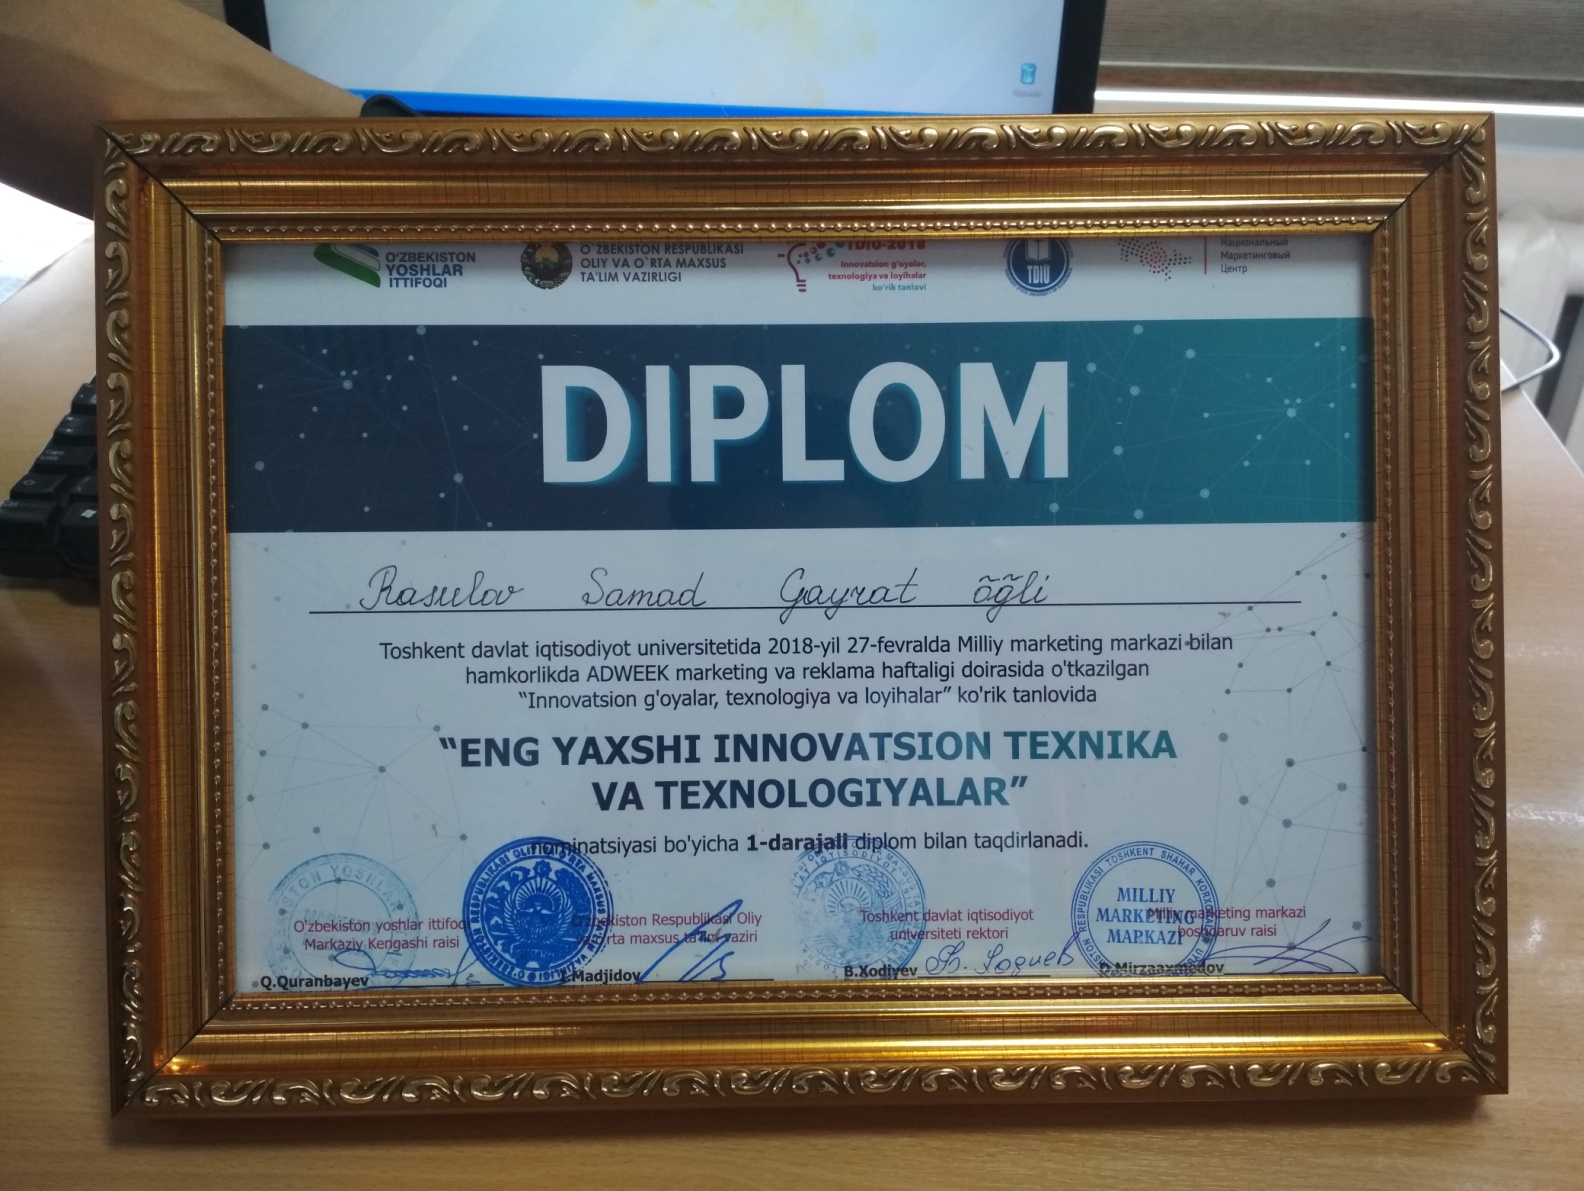 O'ZBEKISTON
YOSHLAR
ITTIFOQI
O`ZBEKISTON RESPUBLIKASI
OLIY VA O`RTA MAXSUS
TA'LIM VAZIRLIGI
TDIU-2018
Innovatsion g'oyalar,
texnologiya va loyihalar
ko'rik tanlovi
TDIU
Национальный
Маркетинговый
Центр
DIPLOM
Rasulov Samad Gayrat õg̃li
Toshkent davlat iqtisodiyot universitetida 2018-yil 27-fevralda Milliy marketing markazi bilan
hamkorlikda ADWEEK marketing va reklama haftaligi doirasida o'tkazilgan
“Innovatsion g'oyalar, texnologiya va loyihalar” ko'rik tanlovida
“ENG YAXSHI INNOVATSION TEXNIKA
VA TEXNOLOGIYALAR”
nominatsiyasi bo'yicha 1-darajali diplom bilan taqdirlanadi.
O'zbekiston yoshlar ittifoqi
Markaziy Kengashi raisi
Q.Quranbayev
O'zbekiston Respublikasi Oliy
va o'rta maxsus ta'lim vaziri
I.Madjidov
Toshkent davlat iqtisodiyot
universiteti rektori
B.Xodiyev
MILLIY
MARKETING
MARKAZI
Milliy marketing markazi
boshqaruv raisi
D.Mirzaaxmedov